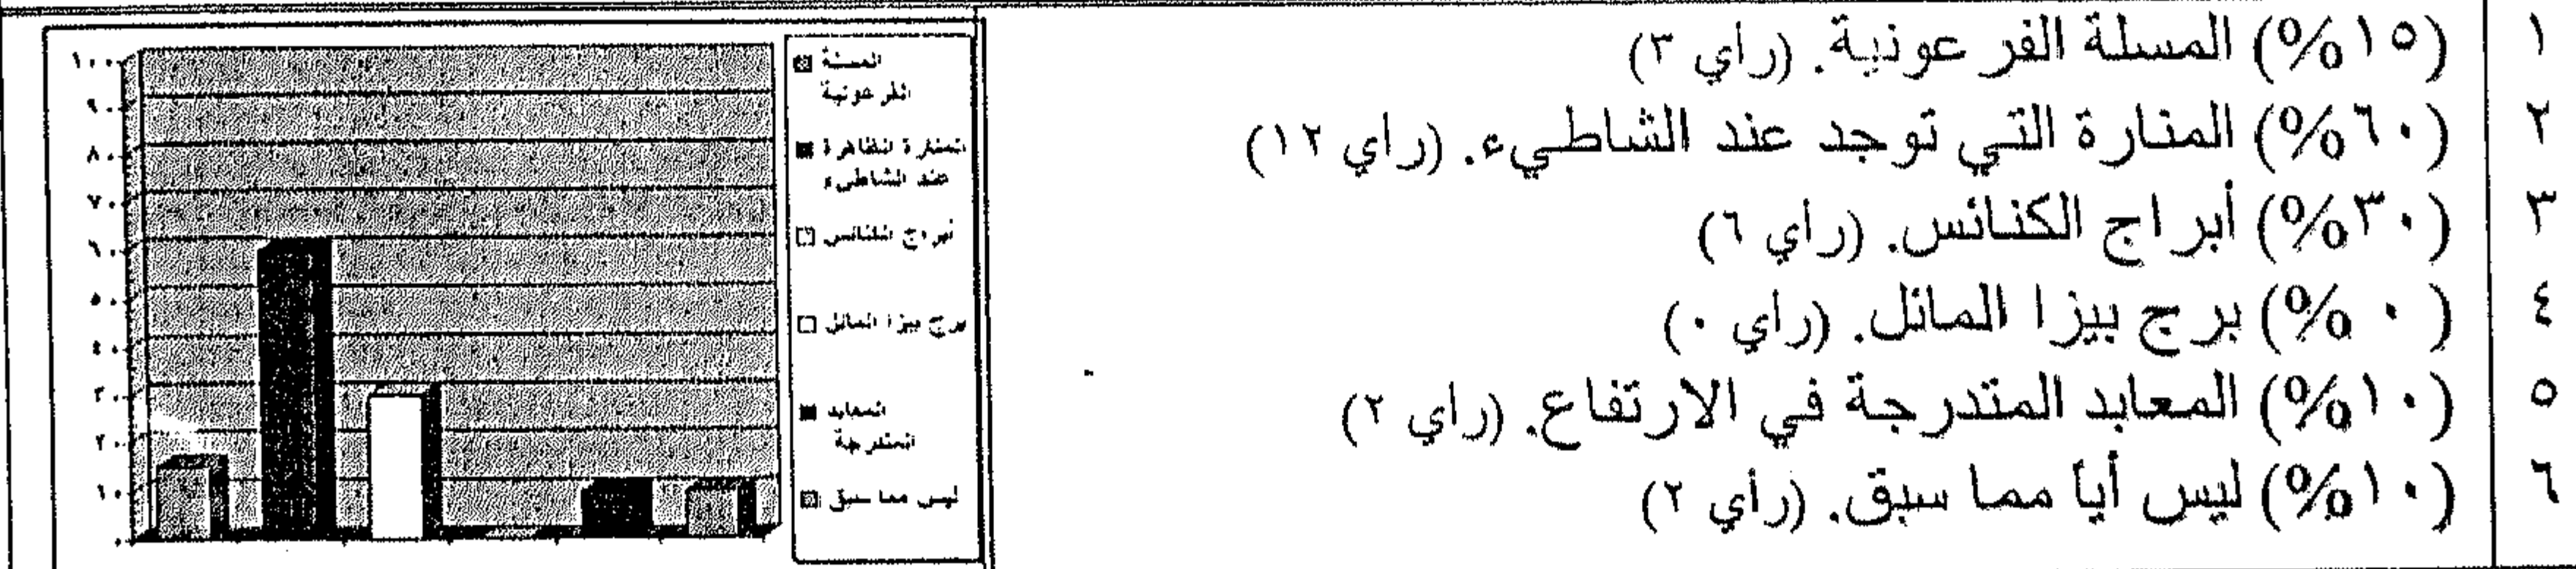 ١ (١٥%) المسلة الفرعونية. (راي ٣)
٢ (٦٠%) المنارة التي توجد عند الشاطيء. (راي ١٢)
٣ (٣٠%) أبراج الكنائس. (راي ٦)
٤ (٠%) برج بيزا المائل. (راي ٠)
٥ (١٠%) المعابد المتدرجة في الارتفاع. (راي ٢)
٦ (١٠%) ليس أيا مما سبق. (راي ٢)
١٠٠
٩٠
٨٠
٧٠
٦٠
٥٠
٤٠
٣٠
٢٠
١٠
٠
المسلة
الفرعونية
المنارة الظاهرة
عند الشاطيء
أبراج الكنائس
برج بيزا المائل
المعابد
المتدرجة
ليس مما سبق